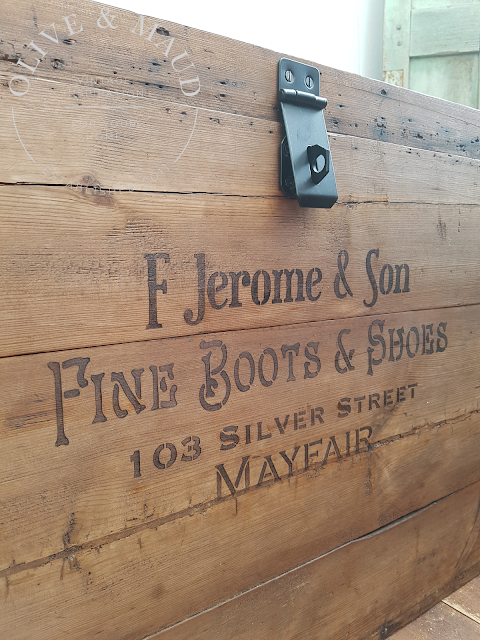 OLIVE & MAUD
F Jerome & Son
FINE BOOTS & SHOES
103 SILVER STREET
MAYFAIR